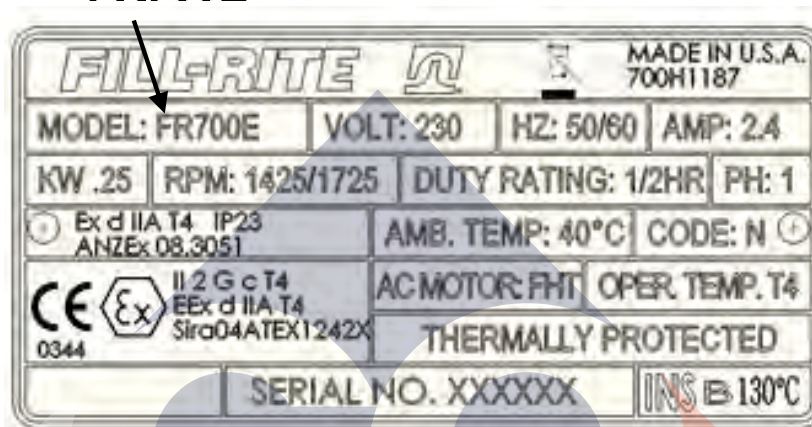 FILL-RITE MADE IN U.S.A.
700H1187
MODEL: FR700E VOLT: 230 HZ: 50/60 AMP: 2.4
KW .25 RPM: 1425/1725 DUTY RATING: 1/2HR PH: 1
Ex d IIA T4 IP23
ANZEx 08.3051
AMB. TEMP: 40°C CODE: N
CE 0344 Ex
II 2 G c T4
EEx d IIA T4
Sira04ATEX1242X
AC MOTOR: FHT OPER. TEMP. T4
THERMALLY PROTECTED
SERIAL NO. XXXXXX INS B 130°C